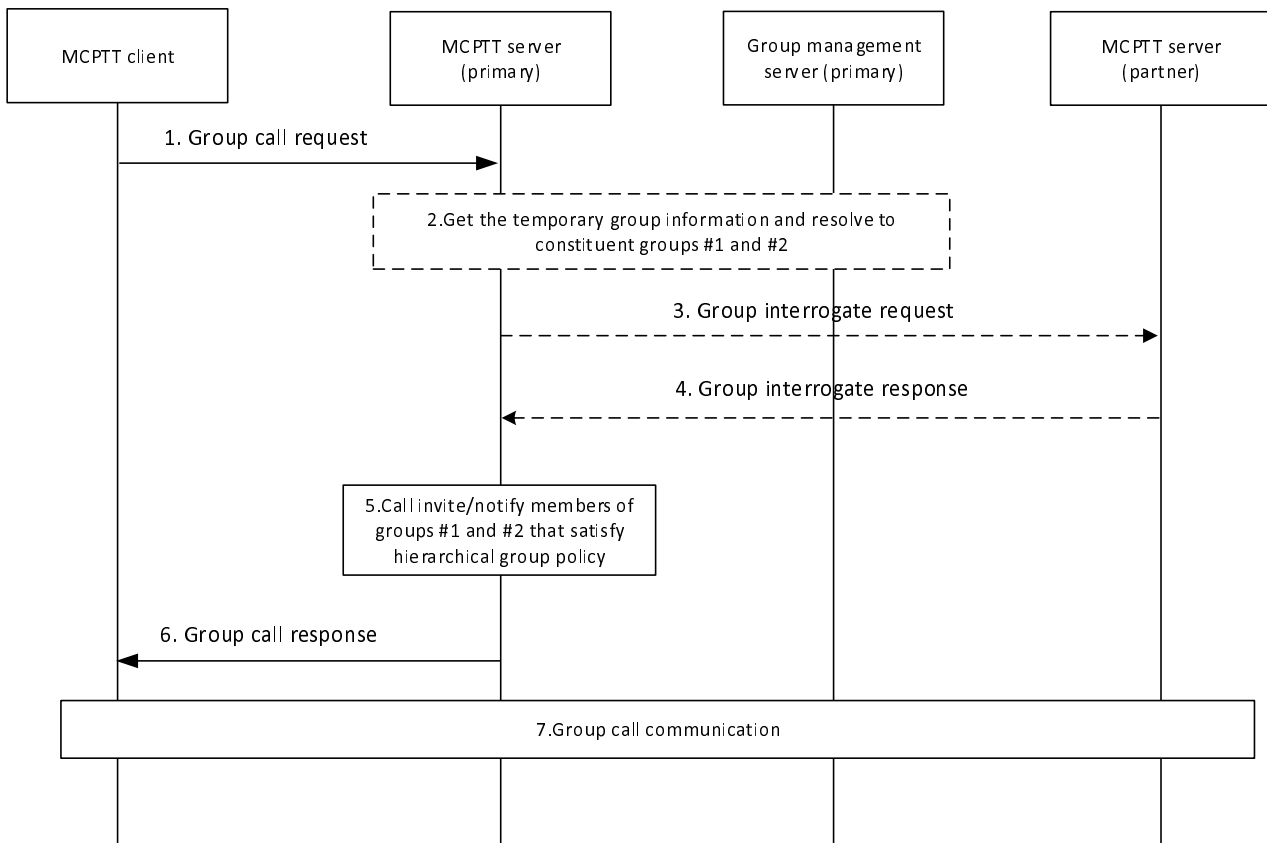 MCPTT client
MCPTT server
(primary)
Group management
server (primary)
MCPTT server
(partner)
1. Group call request
2.Get the temporary group information and resolve to
constituent groups #1 and #2
3. Group interrogate request
4. Group interrogate response
5.Call invite/notify members of
groups #1 and #2 that satisfy
hierarchical group policy
6. Group call response
7.Group call communication